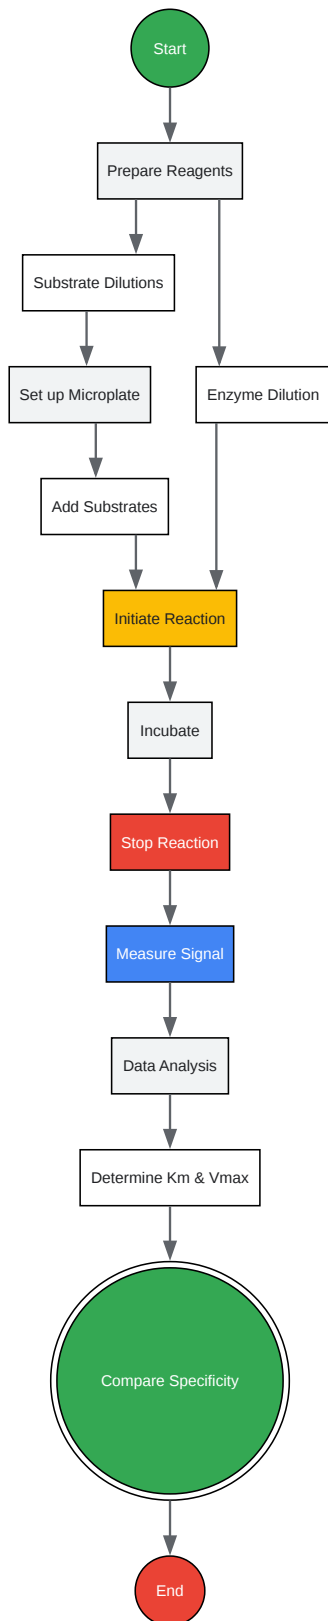 Start
Prepare Reagents
Substrate Dilutions
Set up Microplate
Enzyme Dilution
Add Substrates
Initiate Reaction
Incubate
Stop Reaction
Measure Signal
Data Analysis
Determine Km & Vmax
Compare Specificity
End